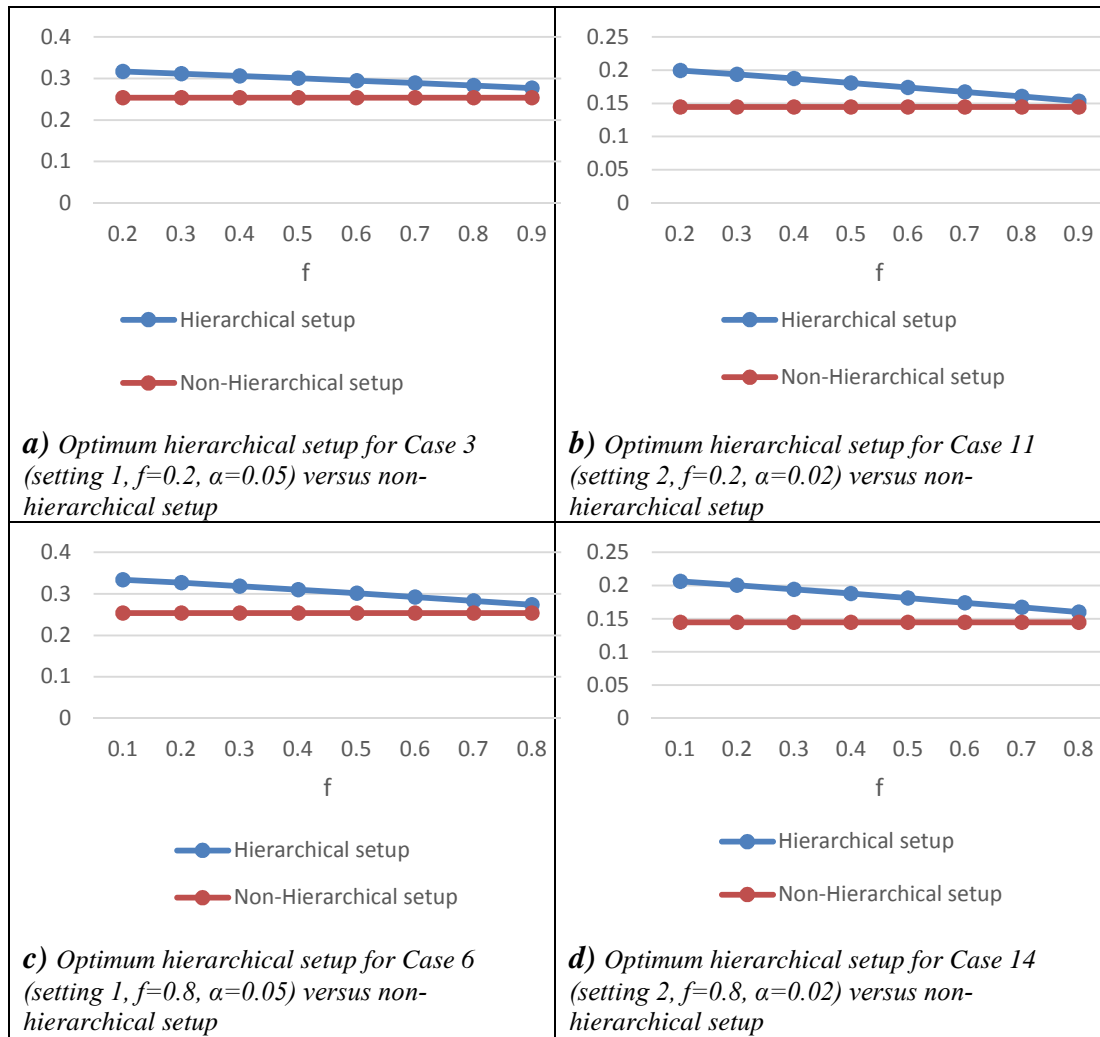 0.4
0.3
0.2
0.1
0
0.2 0.3 0.4 0.5 0.6 0.7 0.8 0.9
f
Hierarchical setup
Non-Hierarchical setup
a) Optimum hierarchical setup for Case 3
(setting 1, f=0.2, α=0.05) versus non-
hierarchical setup
0.25
0.2
0.15
0.1
0.05
0
0.2 0.3 0.4 0.5 0.6 0.7 0.8 0.9
f
Hierarchical setup
Non-Hierarchical setup
b) Optimum hierarchical setup for Case 11
(setting 2, f=0.2, α=0.02) versus non-
hierarchical setup
0.4
0.3
0.2
0.1
0
0.1 0.2 0.3 0.4 0.5 0.6 0.7 0.8
f
Hierarchical setup
Non-Hierarchical setup
c) Optimum hierarchical setup for Case 6
(setting 1, f=0.8, α=0.05) versus non-
hierarchical setup
0.25
0.2
0.15
0.1
0.05
0
0.1 0.2 0.3 0.4 0.5 0.6 0.7 0.8
f
Hierarchical setup
Non-Hierarchical setup
d) Optimum hierarchical setup for Case 14
(setting 2, f=0.8, α=0.02) versus non-
hierarchical setup